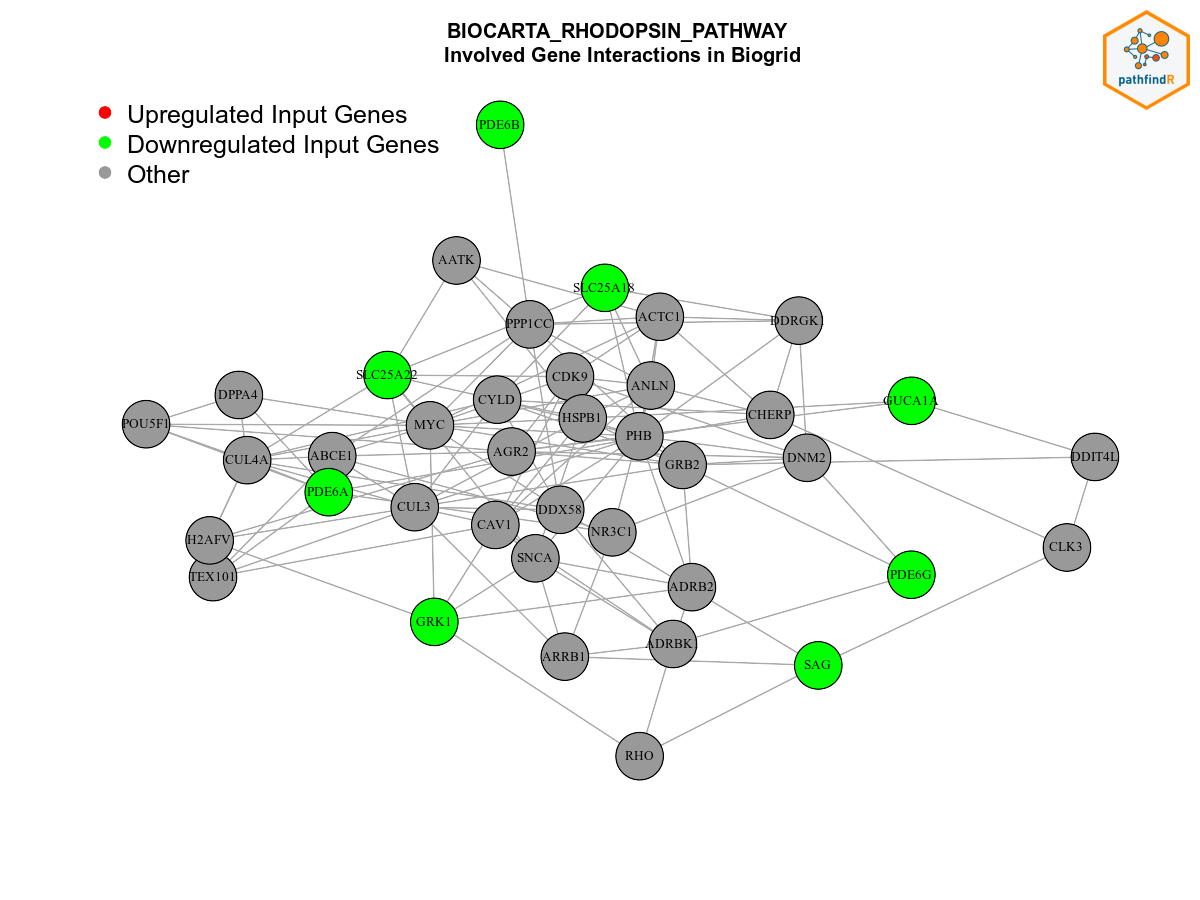 BIOCARTA_RHODOPSIN_PATHWAY
Involved Gene Interactions in Biogrid
pathfindR
Upregulated Input Genes
Downregulated Input Genes
Other
PDE6B
AATK
SLC25A18
ACTC1
DDRGK1
PPP1CC
SLC25A22
CDK9
ANLN
DPPA4
CYLD
GUCA1A
HSPB1
CHERP
POU5F1
MYC
PHB
ABCE1
AGR2
CUL4A
GRB2
DNM2
DDIT4L
PDE6A
CUL3
DDX58
CAV1
NR3C1
H2AFV
SNCA
CLK3
TEX101
ADRB2
PDE6G
GRK1
ADRBK1
ARRB1
SAG
RHO